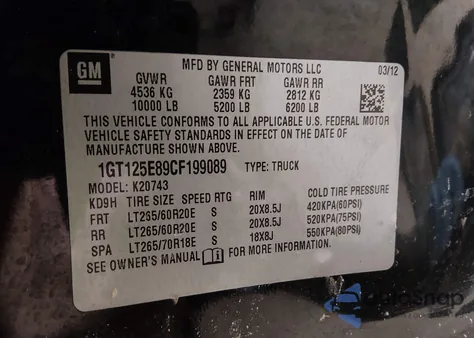 GM
MFD BY GENERAL MOTORS LLC
03/12
GVWR GAWR FRT GAWR RR
4536 KG 2359 KG 2812 KG
10000 LB 5200 LB 6200 LB
THIS VEHICLE CONFORMS TO ALL APPLICABLE U.S. FEDERAL MOTOR
VEHICLE SAFETY STANDARDS IN EFFECT ON THE DATE OF
MANUFACTURE SHOWN ABOVE.
1GT125E89CF199089 TYPE: TRUCK
MODEL: K20743
KD9H TIRE SIZE SPEED RTG RIM COLD TIRE PRESSURE
FRT LT265/60R20E S 20X8.5J 420KPA(60PSI)
RR LT265/60R20E S 20X8.5J 520KPA(75PSI)
SPA LT265/70R18E S 18X8J 550KPA(80PSI)
SEE OWNER'S MANUAL FOR MORE INFORMATION.
autosnap